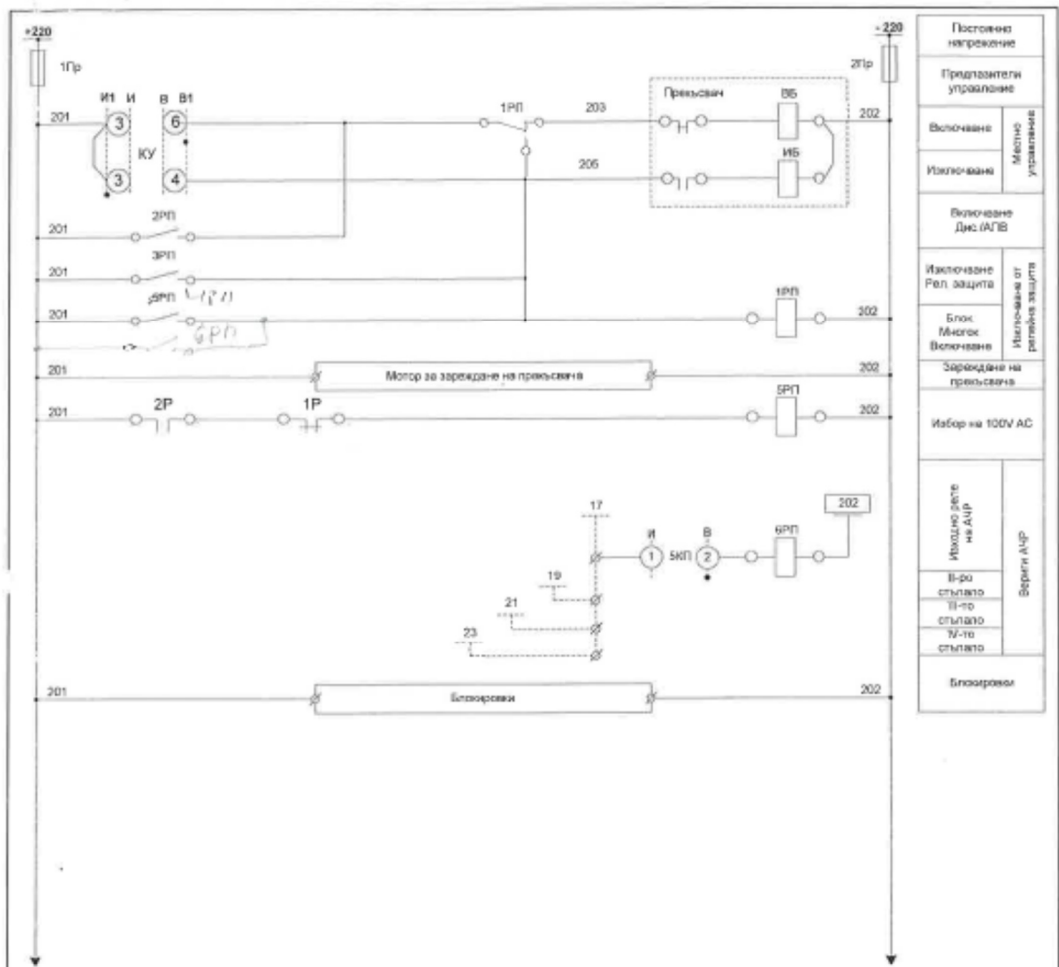 +220
-220
1Пр
2Пр
И1 И В В1
201
3
6
КУ
3
4
1РП
203
205
Прекъсвач
ВБ
ИБ
202
2РП
201
3РП
201
5РП 4РП
201
6РП
1РП
202
201
Мотор за зареждане на прекъсвача
202
201
2Р
1Р
5РП
202
17
И
1
5КП
В
2
6РП
202
19
21
23
201
Блокировки
202
Постоянно
напрежение
Предпазители
управление
Включване
Изключване
Местно
управление
Включване
Дис./АПВ
Изключване
Рел. защита
Блок.
Многок.
Включване
Изключване от
релейна защита
Зареждане на
прекъсвача
Избор на 100V AC
Изходно реле
на АЧР
II-ро
стъпало
III-то
стъпало
IV-то
стъпало
Вериги АЧР
Блокировки